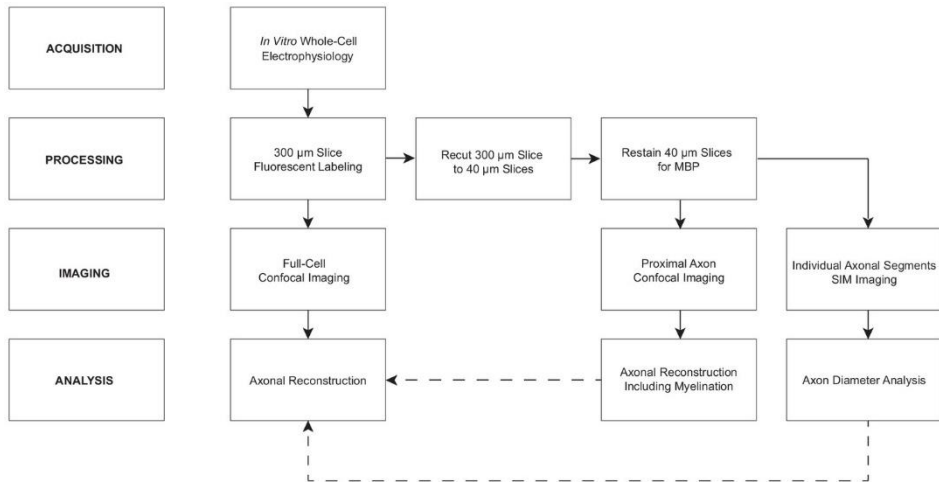 ACQUISITION
In Vitro Whole-Cell
Electrophysiology
PROCESSING
300 µm Slice
Fluorescent Labeling
Recut 300 µm Slice
to 40 µm Slices
Restain 40 µm Slices
for MBP
IMAGING
Full-Cell
Confocal Imaging
Proximal Axon
Confocal Imaging
Individual Axonal Segments
SIM Imaging
ANALYSIS
Axonal Reconstruction
Axonal Reconstruction
Including Myelination
Axon Diameter Analysis